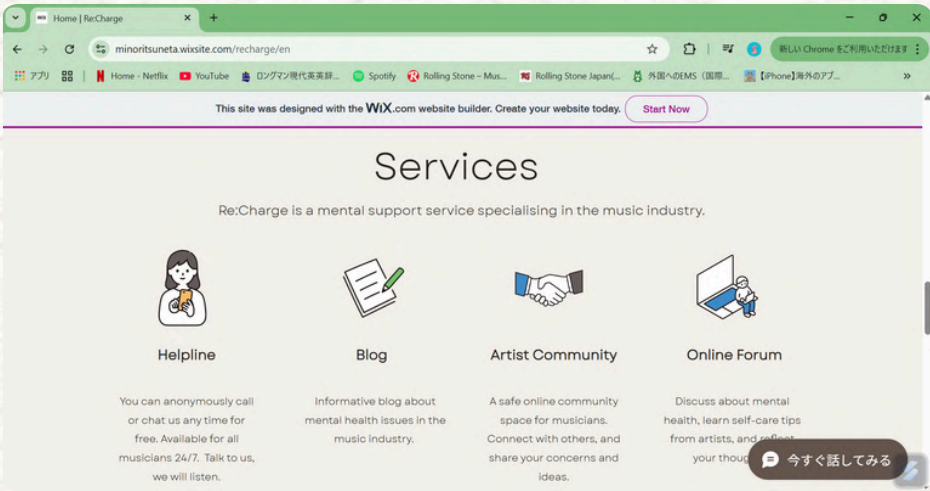 Home | Re:Charge
minoritsuneta.wixsite.com/recharge/en
新しい Chrome をご利用いただけます
アプリ
Home - Netflix
YouTube
ロングマン現代英英辞...
Spotify
Rolling Stone – Mus...
Rolling Stone Japan(...
外国へのEMS（国際...
【iPhone】海外のアプ...
This site was designed with the WiX.com website builder. Create your website today.
Start Now
Services
Re:Charge is a mental support service specialising in the music industry.
Helpline
Blog
Artist Community
Online Forum
You can anonymously call
or chat us any time for
free. Available for all
musicians 24/7. Talk to us,
we will listen.
Informative blog about
mental health issues in the
music industry.
A safe online community
space for musicians.
Connect with others, and
share your concerns and
ideas.
Discuss about mental
health, learn self-care tips
from artists, and reflect
your
今すぐ話してみる